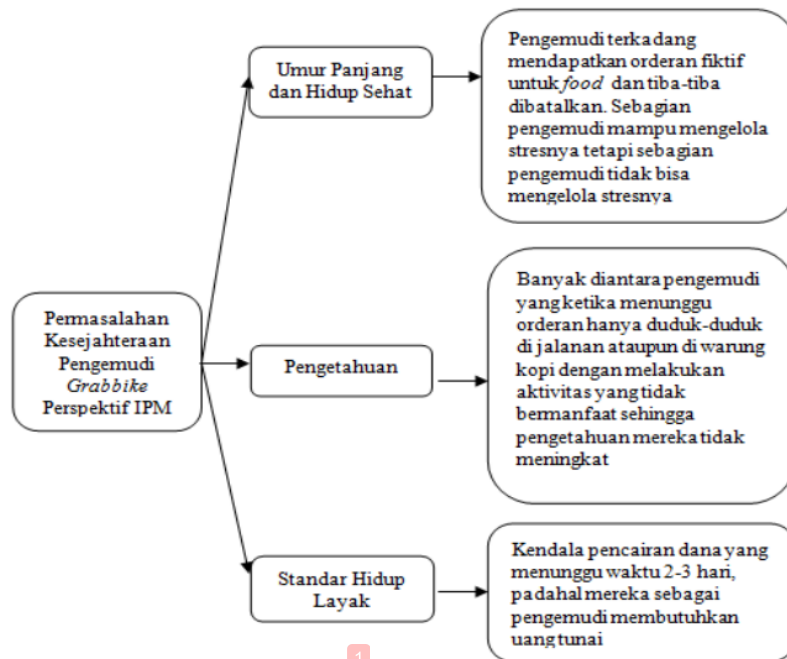 Permasalahan
Kesejahteraan
Pengemudi
Grabbike
Perspektif IPM
Umur Panjang
dan Hidup Sehat
Pengemudi terkadang
mendapatkan orderan fiktif
untuk food dan tiba-tiba
dibatalkan. Sebagian
pengemudi mampu mengelola
stresnya tetapi sebagian
pengemudi tidak bisa
mengelola stresnya
Pengetahuan
Banyak diantara pengemudi
yang ketika menunggu
orderan hanya duduk-duduk
di jalanan ataupun di warung
kopi dengan melakukan
aktivitas yang tidak
bermanfaat sehingga
pengetahuan mereka tidak
meningkat
Standar Hidup
Layak
Kendala pencairan dana yang
menunggu waktu 2-3 hari,
padahal mereka sebagai
pengemudi membutuhkan
uang tunai
1